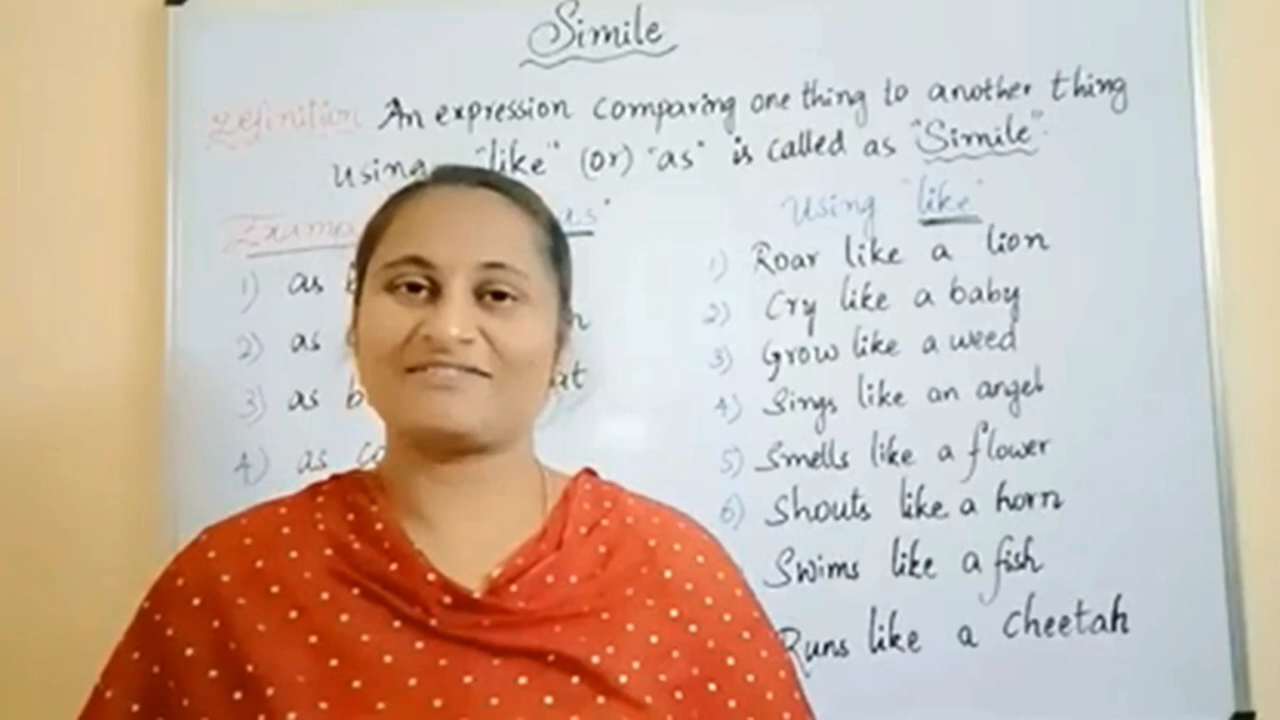 Simile
Definition An expression comparing one thing to another thing
using "like" (or) "as" is called as "Simile".
as"
Using "like"
1) as
2) as
3) as
4) as
1) Roar like a lion
2) Cry like a baby
3) Grow like a weed
4) Sings like an angel
5) Smells like a flower
6) Shouts like a horn
Swims like a fish
Runs like a cheetah